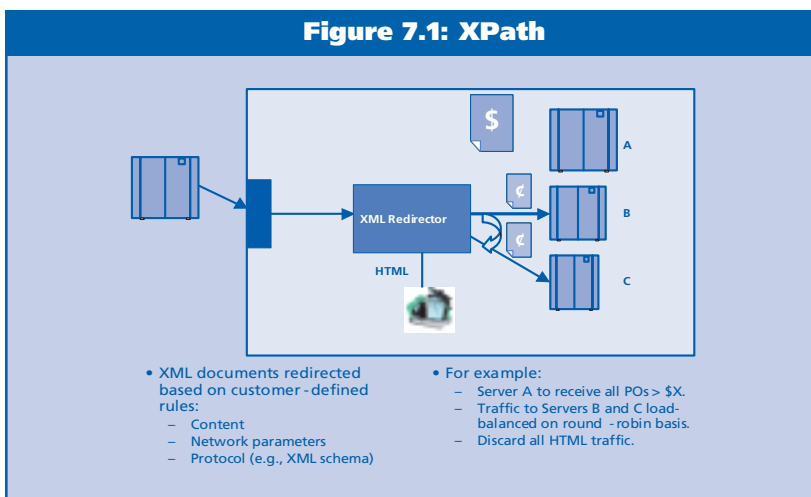 Figure 7.1: XPath
$
A
¢
B
XML Redirector
¢
HTML
C
• XML documents redirected
based on customer-defined
rules:
– Content
– Network parameters
– Protocol (e.g., XML schema)
• For example:
– Server A to receive all POs > $X.
– Traffic to Servers B and C load-
balanced on round -robin basis.
– Discard all HTML traffic.